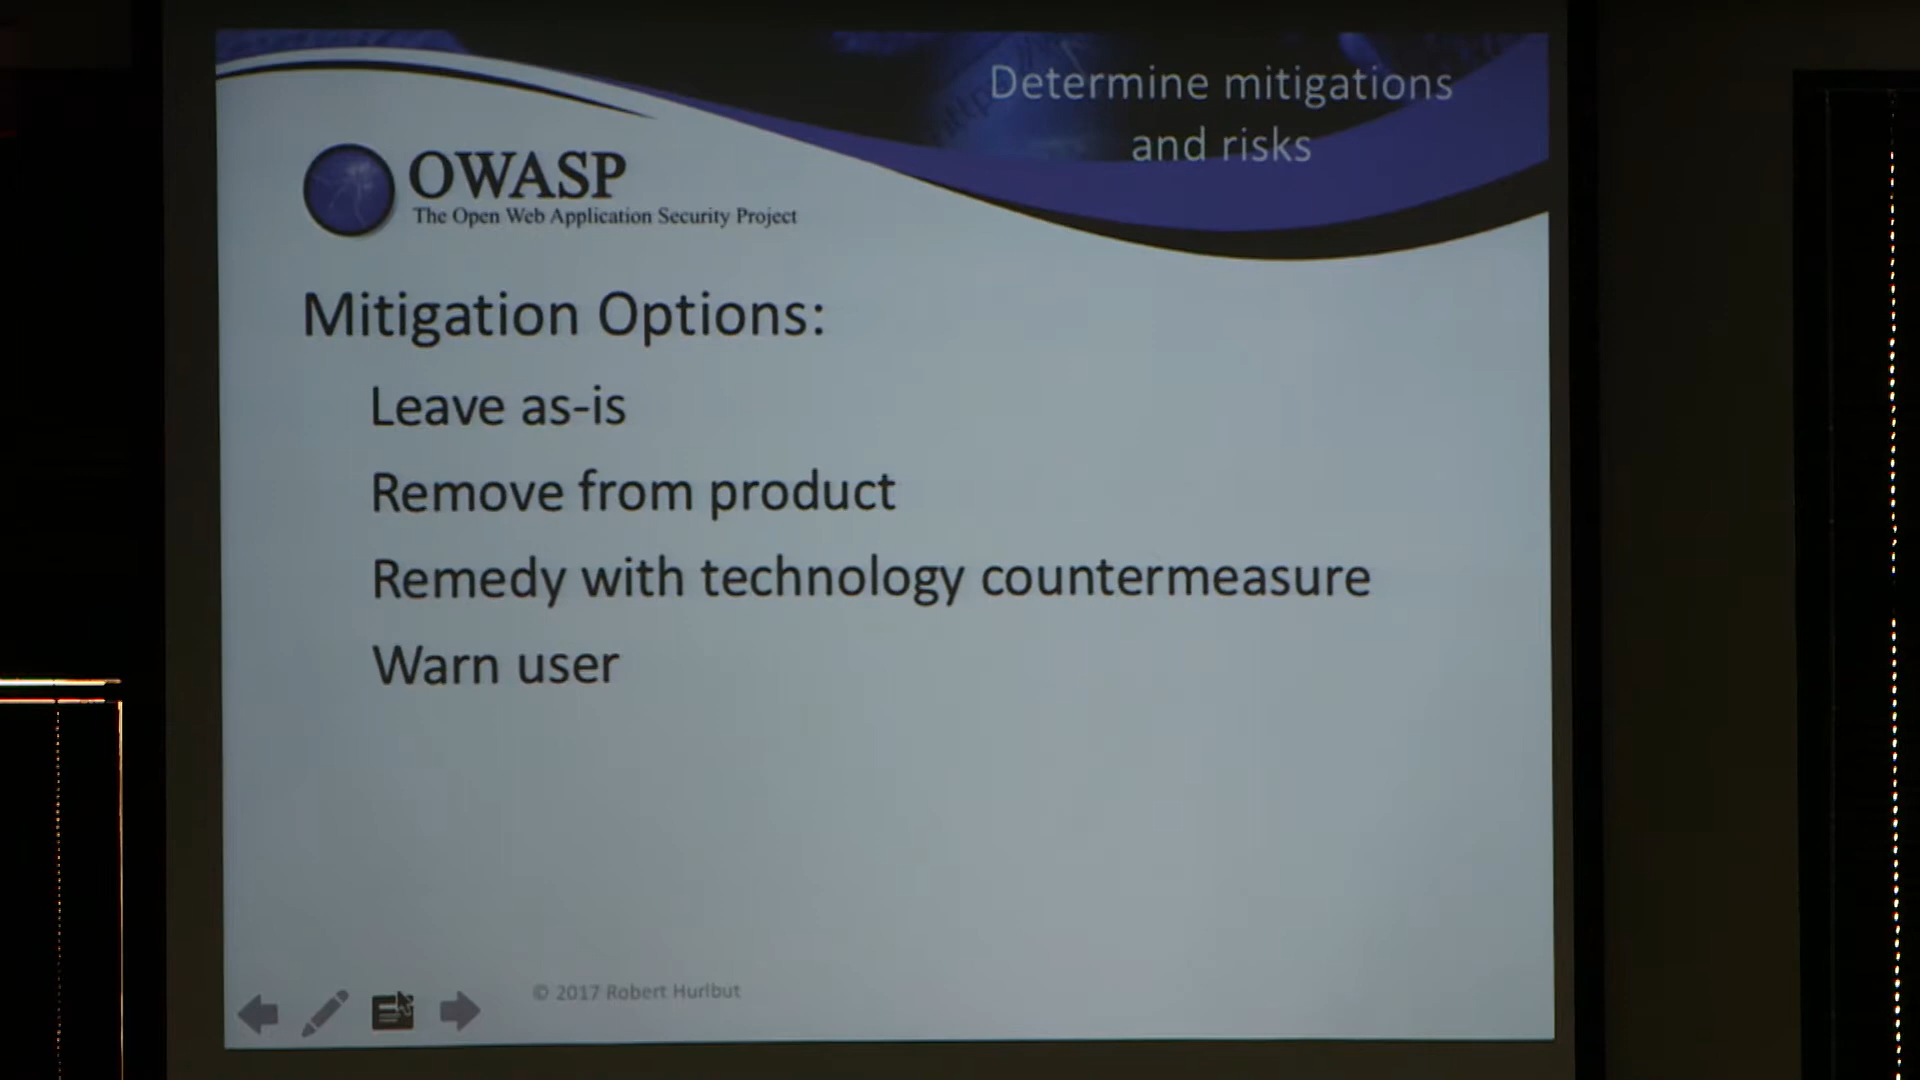 Determine mitigations
and risks
OWASP
The Open Web Application Security Project
Mitigation Options:
Leave as-is
Remove from product
Remedy with technology countermeasure
Warn user
© 2017 Robert Hurlbut